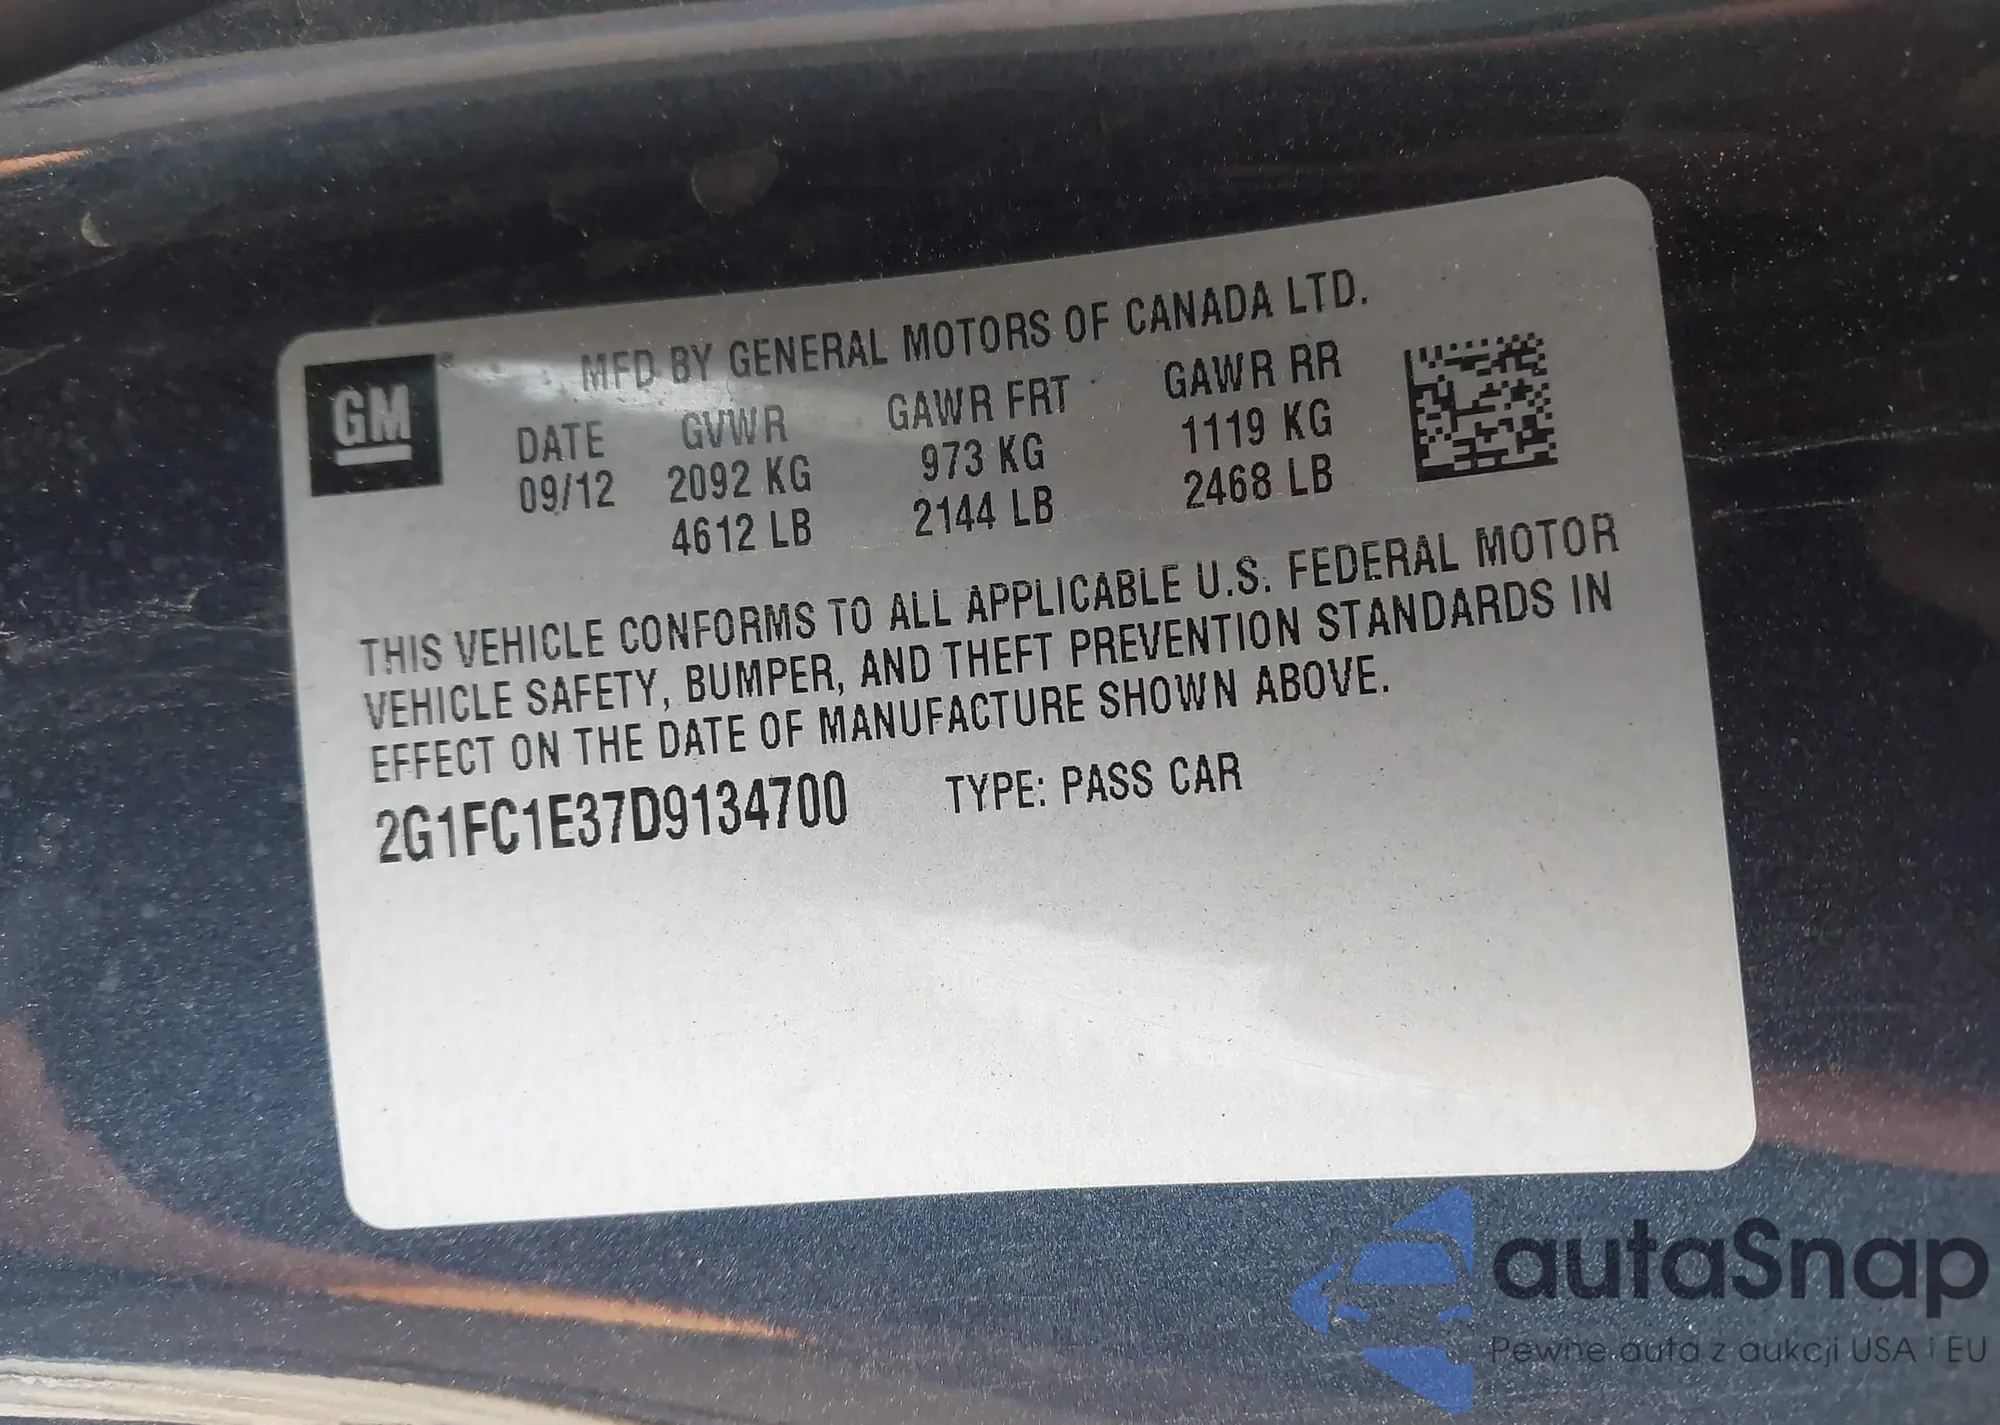 GM
MFD BY GENERAL MOTORS OF CANADA LTD.
DATE GVWR GAWR FRT GAWR RR
09/12 2092 KG 973 KG 1119 KG
4612 LB 2144 LB 2468 LB
THIS VEHICLE CONFORMS TO ALL APPLICABLE U.S. FEDERAL MOTOR
VEHICLE SAFETY, BUMPER, AND THEFT PREVENTION STANDARDS IN
EFFECT ON THE DATE OF MANUFACTURE SHOWN ABOVE.
2G1FC1E37D9134700 TYPE: PASS CAR
autaSnap
Pewne auta z aukcji USA i EU